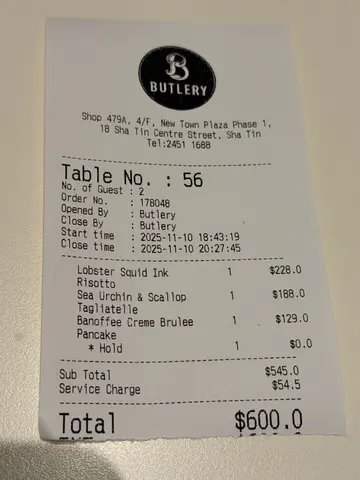 B
BUTLERY
Shop 479A, 4/F, New Town Plaza Phase 1,
18 Sha Tin Centre Street, Sha Tin
Tel:2451 1688
Table No. : 56
No. of Guest : 2
Order No. : 178048
Opened By : Butlery
Close By : Butlery
Start time : 2025-11-10 18:43:19
Close time : 2025-11-10 20:27:45
Lobster Squid Ink 1 $228.0
Risotto
Sea Urchin & Scallop 1 $188.0
Tagliatelle
Banoffee Creme Brulee 1 $129.0
Pancake
* Hold 1 $0.0
Sub Total $545.0
Service Charge $54.5
Total $600.0